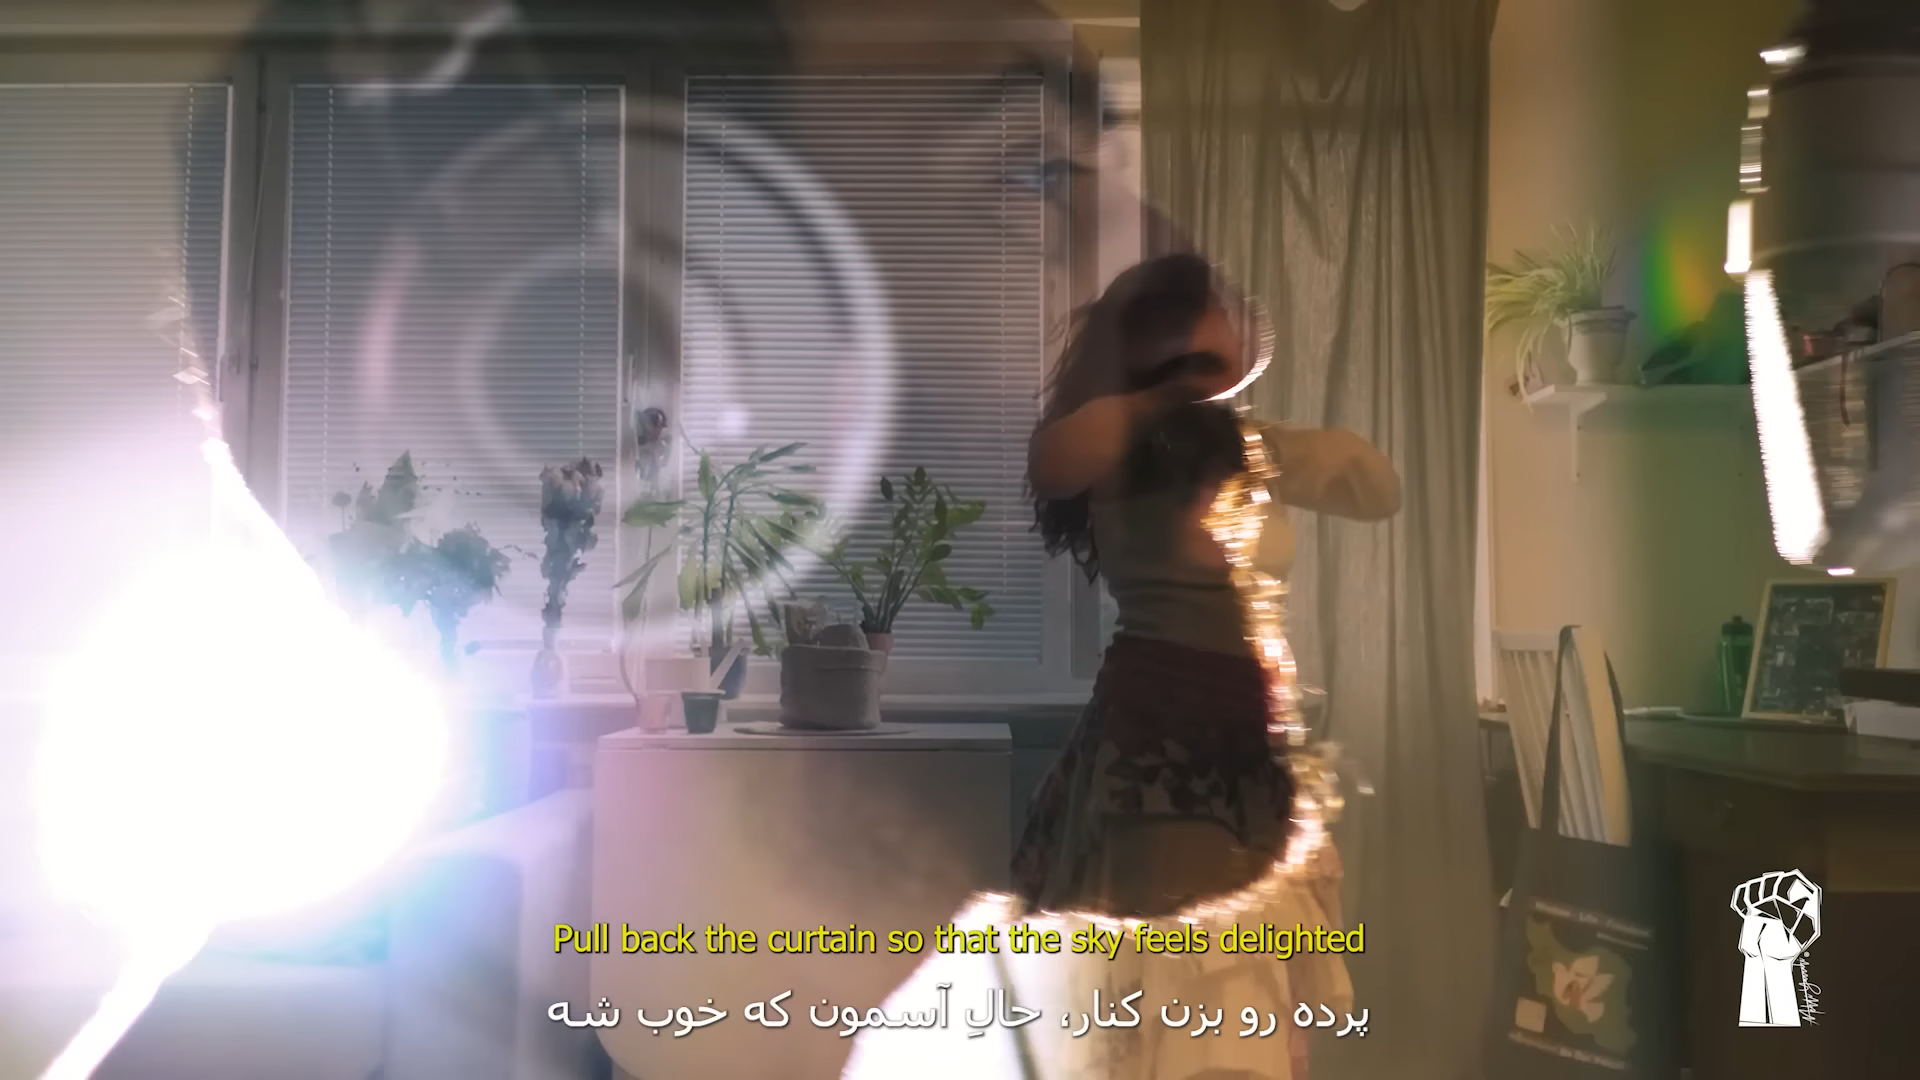 Pull back the curtain so that the sky feels delighted
پرده رو بزن کنار، حالِ آسمون که خوب شه